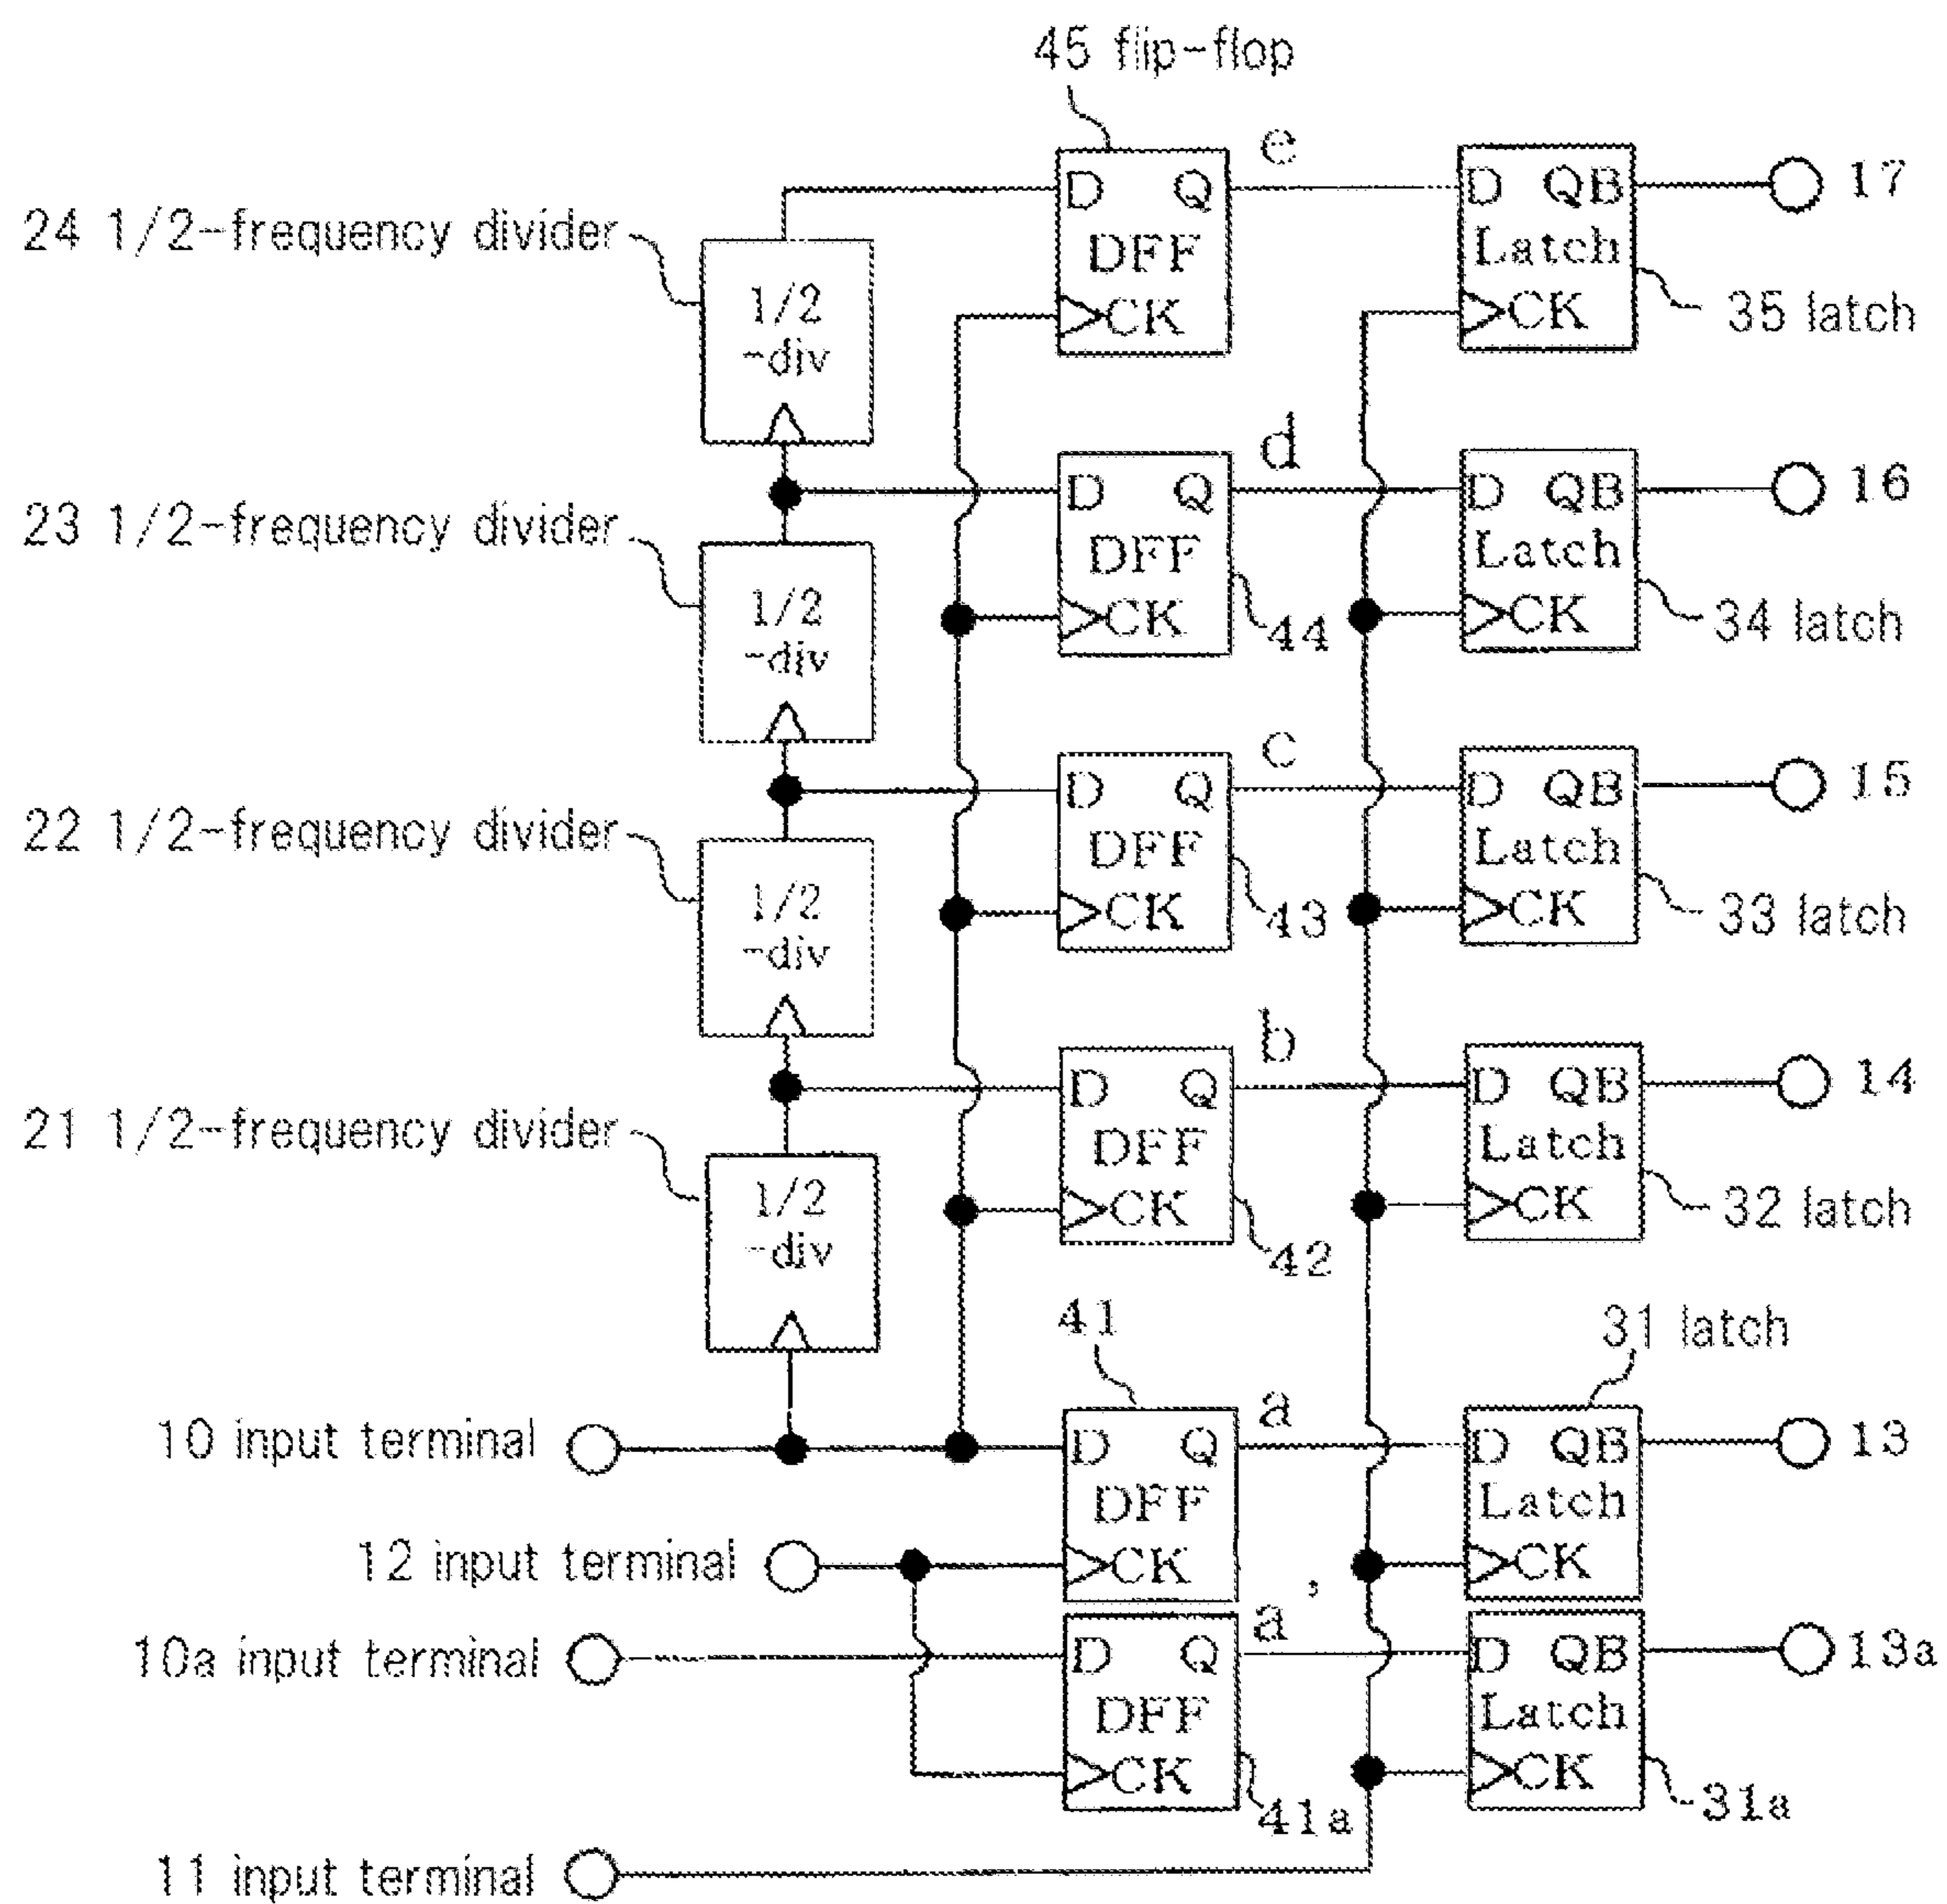 45 flip-flop
e
D Q
DFF
CK
D QB
Latch
CK
17
35 latch
24 1/2-frequency divider
1/2
-div
d
D Q
DFF
CK
44
D QB
Latch
CK
16
34 latch
23 1/2-frequency divider
1/2
-div
c
D Q
DFF
CK
43
D QB
Latch
CK
15
33 latch
22 1/2-frequency divider
1/2
-div
b
D Q
DFF
CK
42
D QB
Latch
CK
14
32 latch
21 1/2-frequency divider
1/2
-div
41
31 latch
10 input terminal
a
D Q
DFF
CK
D QB
Latch
CK
13
12 input terminal
10a input terminal
a'
D Q
DFF
CK
41a
D QB
Latch
CK
13a
31a
11 input terminal